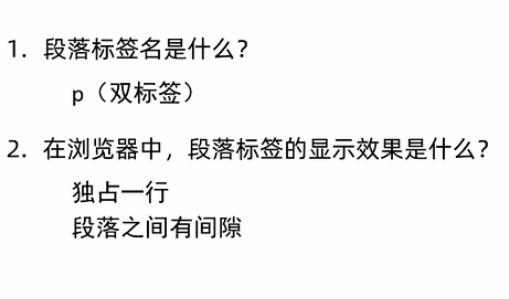 1. 段落标签名是什么？
p（双标签）
2. 在浏览器中，段落标签的显示效果是什么？
独占一行
段落之间有间隙